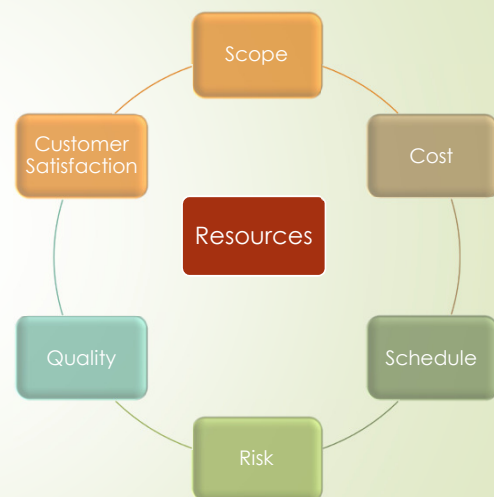 Scope
Customer
Satisfaction
Cost
Resources
Quality
Schedule
Risk